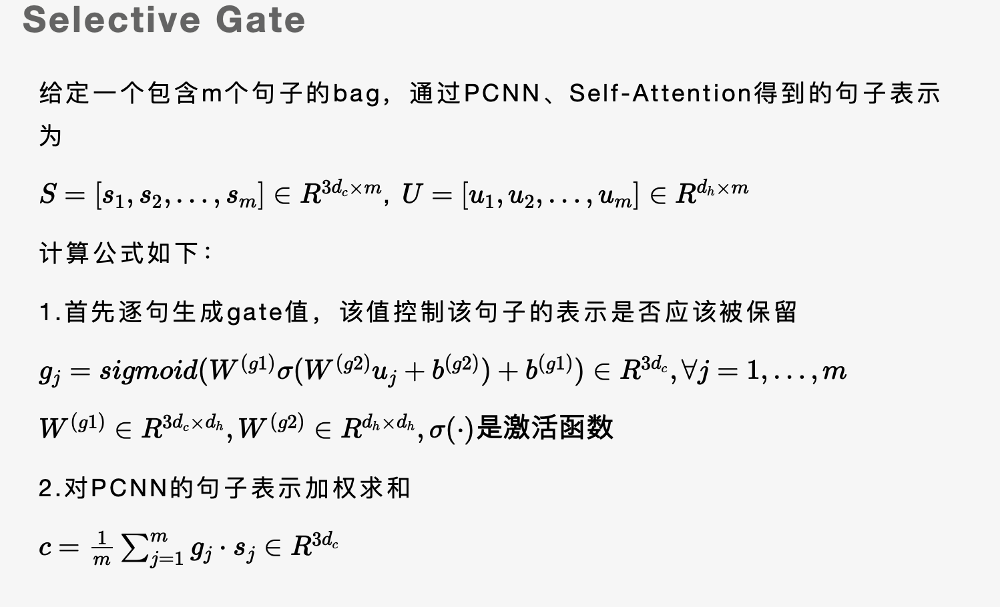 Selective Gate
给定一个包含m个句子的bag，通过PCNN、Self-Attention得到的句子表示
为
$S = [s_1, s_2, \ldots, s_m] \in R^{3d_c \times m}$, $U = [u_1, u_2, \ldots, u_m] \in R^{d_h \times m}$
计算公式如下：
1.首先逐句生成gate值，该值控制该句子的表示是否应该被保留
$g_j = sigmoid(W^{(g1)}\sigma(W^{(g2)}u_j + b^{(g2)}) + b^{(g1)}) \in R^{3d_c}, \forall j = 1, \ldots, m$
$W^{(g1)} \in R^{3d_c \times d_h}, W^{(g2)} \in R^{d_h \times d_h}, \sigma(\cdot)$是激活函数
2.对PCNN的句子表示加权求和
$c = \frac{1}{m} \sum_{j=1}^{m} g_j \cdot s_j \in R^{3d_c}$